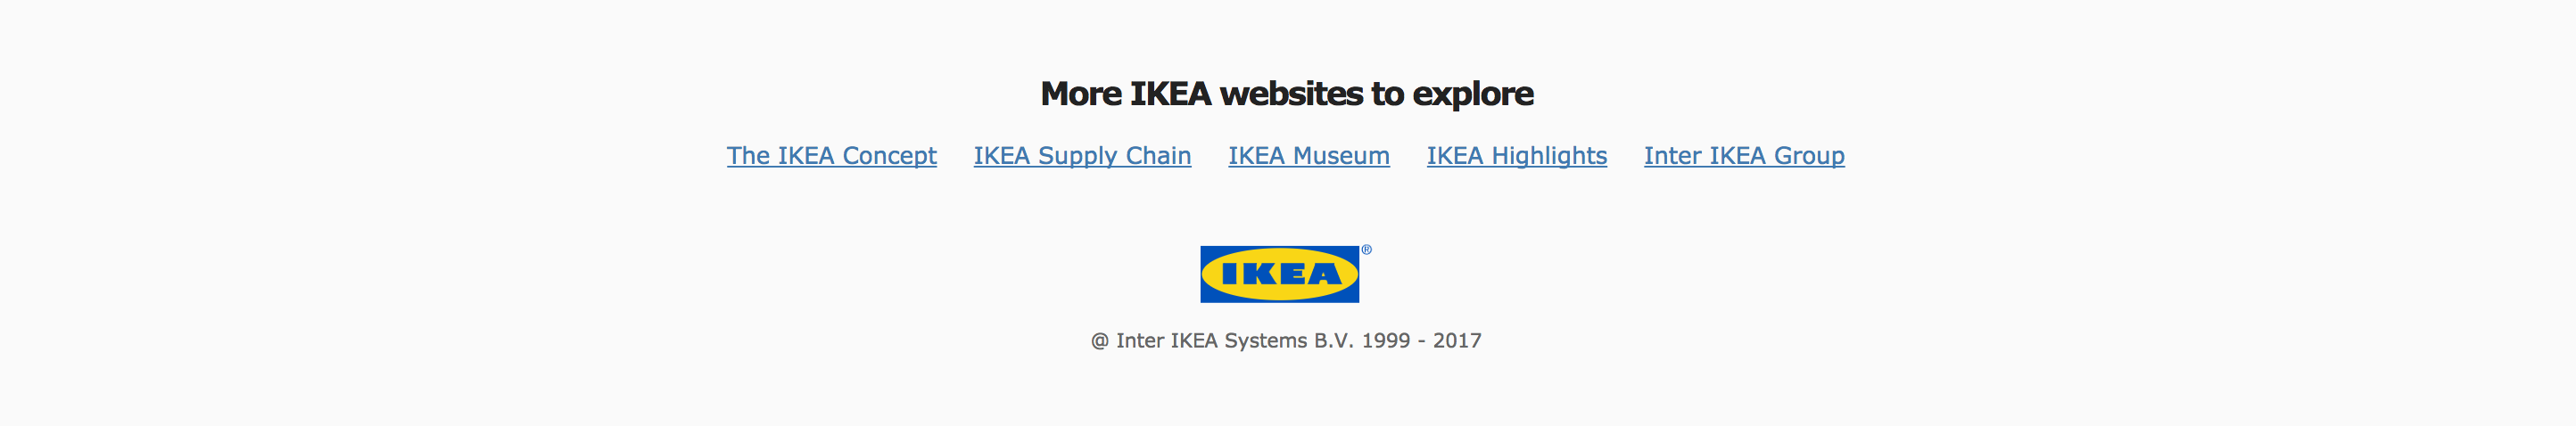 More IKEA websites to explore
The IKEA Concept IKEA Supply Chain IKEA Museum IKEA Highlights Inter IKEA Group
IKEA®
@ Inter IKEA Systems B.V. 1999 - 2017